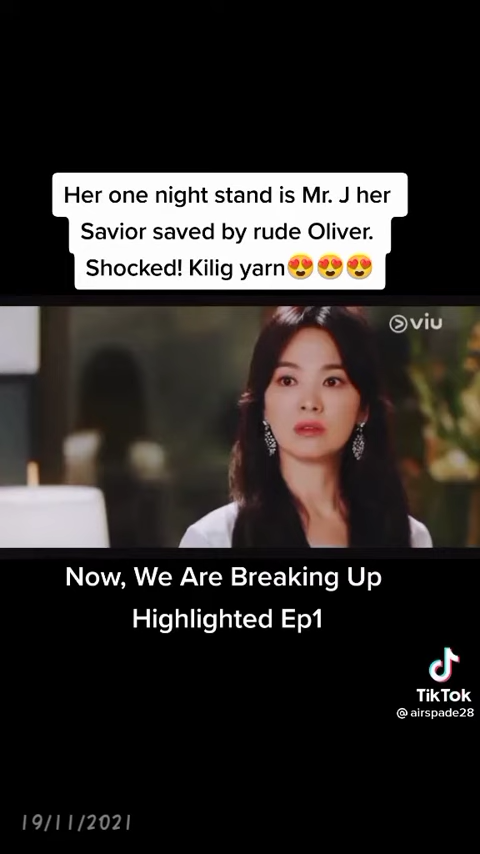 Her one night stand is Mr. J her
Savior saved by rude Oliver.
Shocked! Kilig yarn😍😍😍
viu
Now, We Are Breaking Up
Highlighted Ep1
TikTok
@airspade28
19/11/2021